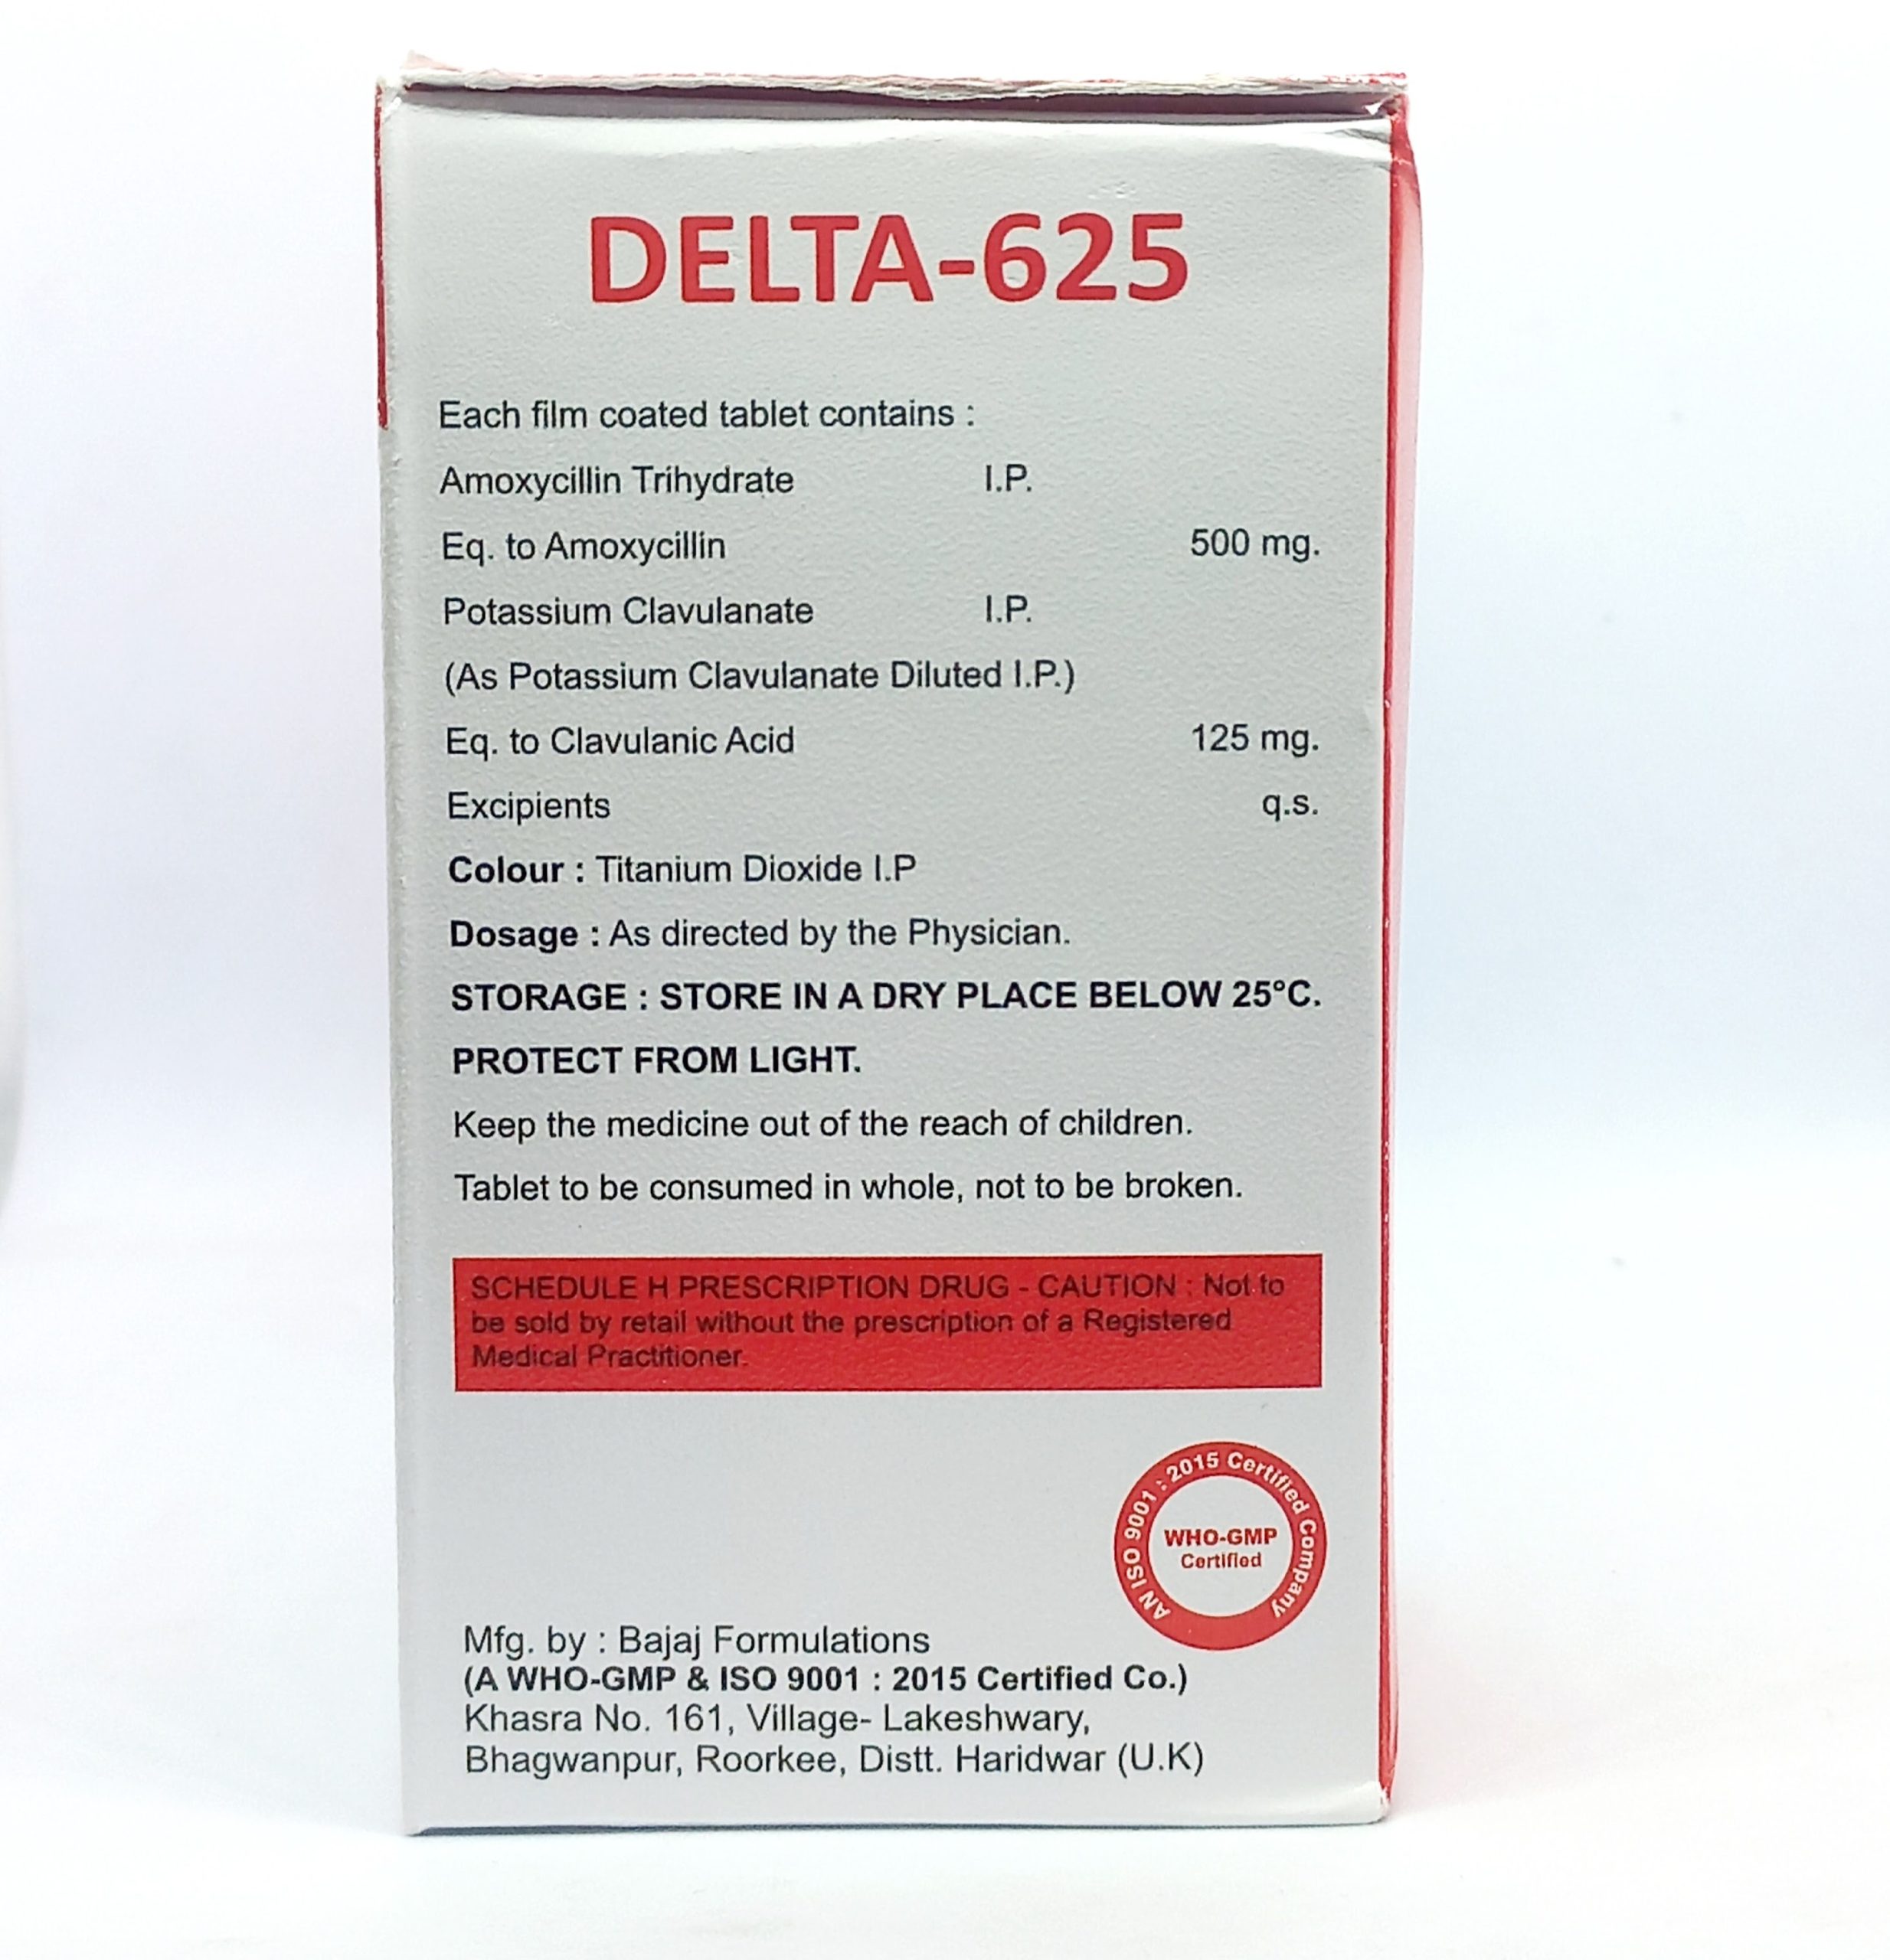 DELTA-625
Each film coated tablet contains :
Amoxycillin Trihydrate I.P.
Eq. to Amoxycillin 500 mg.
Potassium Clavulanate I.P.
(As Potassium Clavulanate Diluted I.P.)
Eq. to Clavulanic Acid 125 mg.
Excipients q.s.
Colour : Titanium Dioxide I.P
Dosage : As directed by the Physician.
STORAGE : STORE IN A DRY PLACE BELOW 25°C.
PROTECT FROM LIGHT.
Keep the medicine out of the reach of children.
Tablet to be consumed in whole, not to be broken.
SCHEDULE H PRESCRIPTION DRUG - CAUTION : Not to
be sold by retail without the prescription of a Registered
Medical Practitioner.
AN ISO 9001 : 2015 Certified Company
WHO-GMP
Certified
Mfg. by : Bajaj Formulations
(A WHO-GMP & ISO 9001 : 2015 Certified Co.)
Khasra No. 161, Village- Lakeshwary,
Bhagwanpur, Roorkee, Distt. Haridwar (U.K)